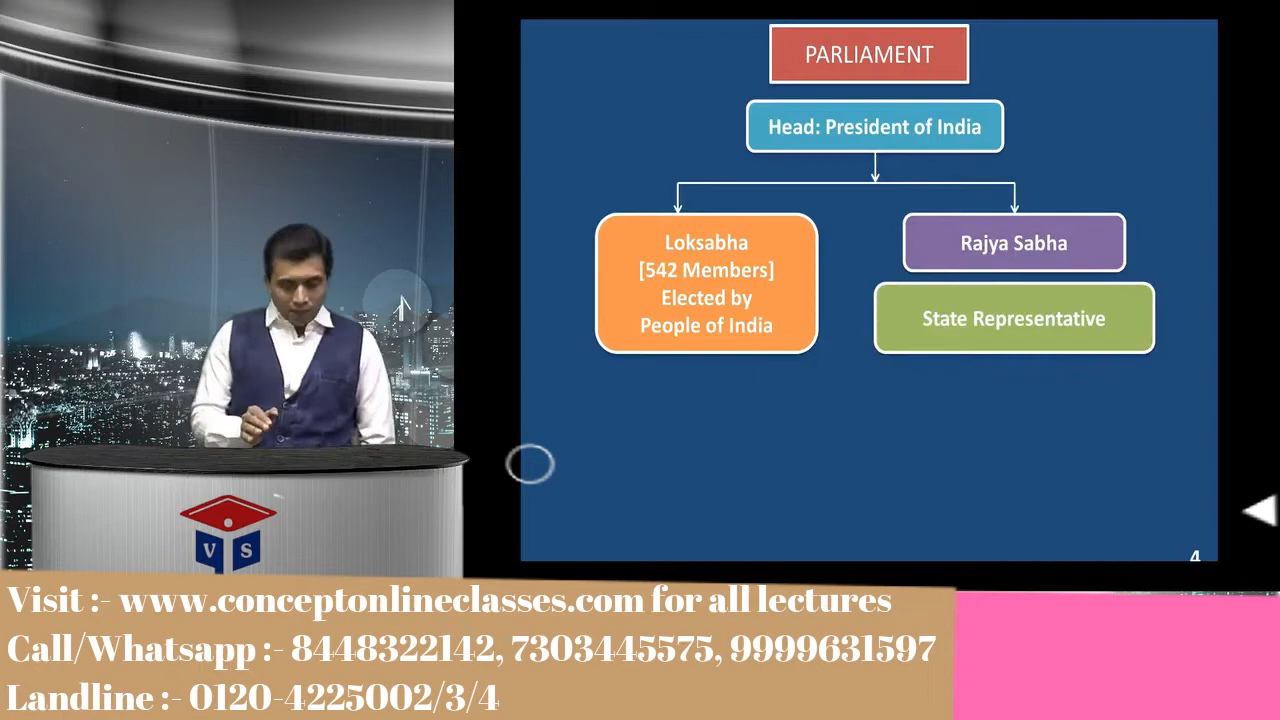 PARLIAMENT
Head: President of India
Loksabha
[542 Members]
Elected by
People of India
Rajya Sabha
State Representative
4
V S
Visit :- www.conceptonlineclasses.com for all lectures
Call/Whatsapp :- 8448322142, 7303445575, 9999631597
Landline :- 0120-4225002/3/4